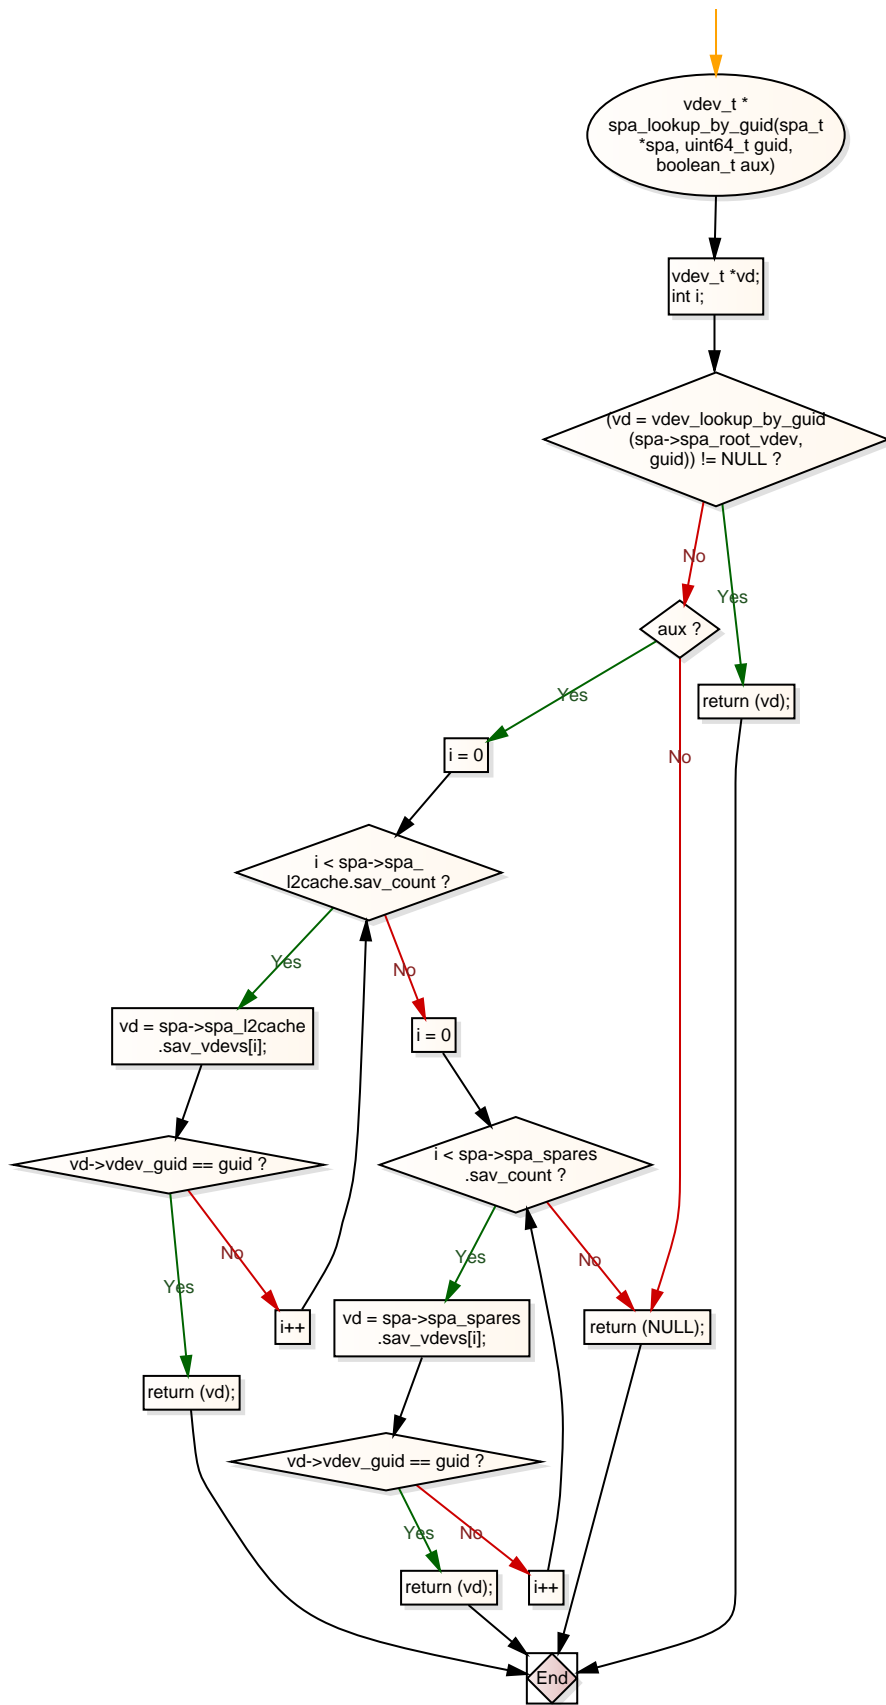 vdev_t *
spa_lookup_by_guid(spa_t
*spa, uint64_t guid,
boolean_t aux)
vdev_t *vd;
int i;
(vd = vdev_lookup_by_guid
(spa->spa_root_vdev,
guid)) != NULL ?
No
Yes
aux ?
return (vd);
Yes
No
i = 0
i < spa->spa_
l2cache.sav_count ?
Yes
No
vd = spa->spa_l2cache
.sav_vdevs[i];
i = 0
vd->vdev_guid == guid ?
i < spa->spa_spares
.sav_count ?
No
Yes
Yes
No
i++
vd = spa->spa_spares
.sav_vdevs[i];
return (NULL);
return (vd);
vd->vdev_guid == guid ?
Yes
No
return (vd);
i++
End